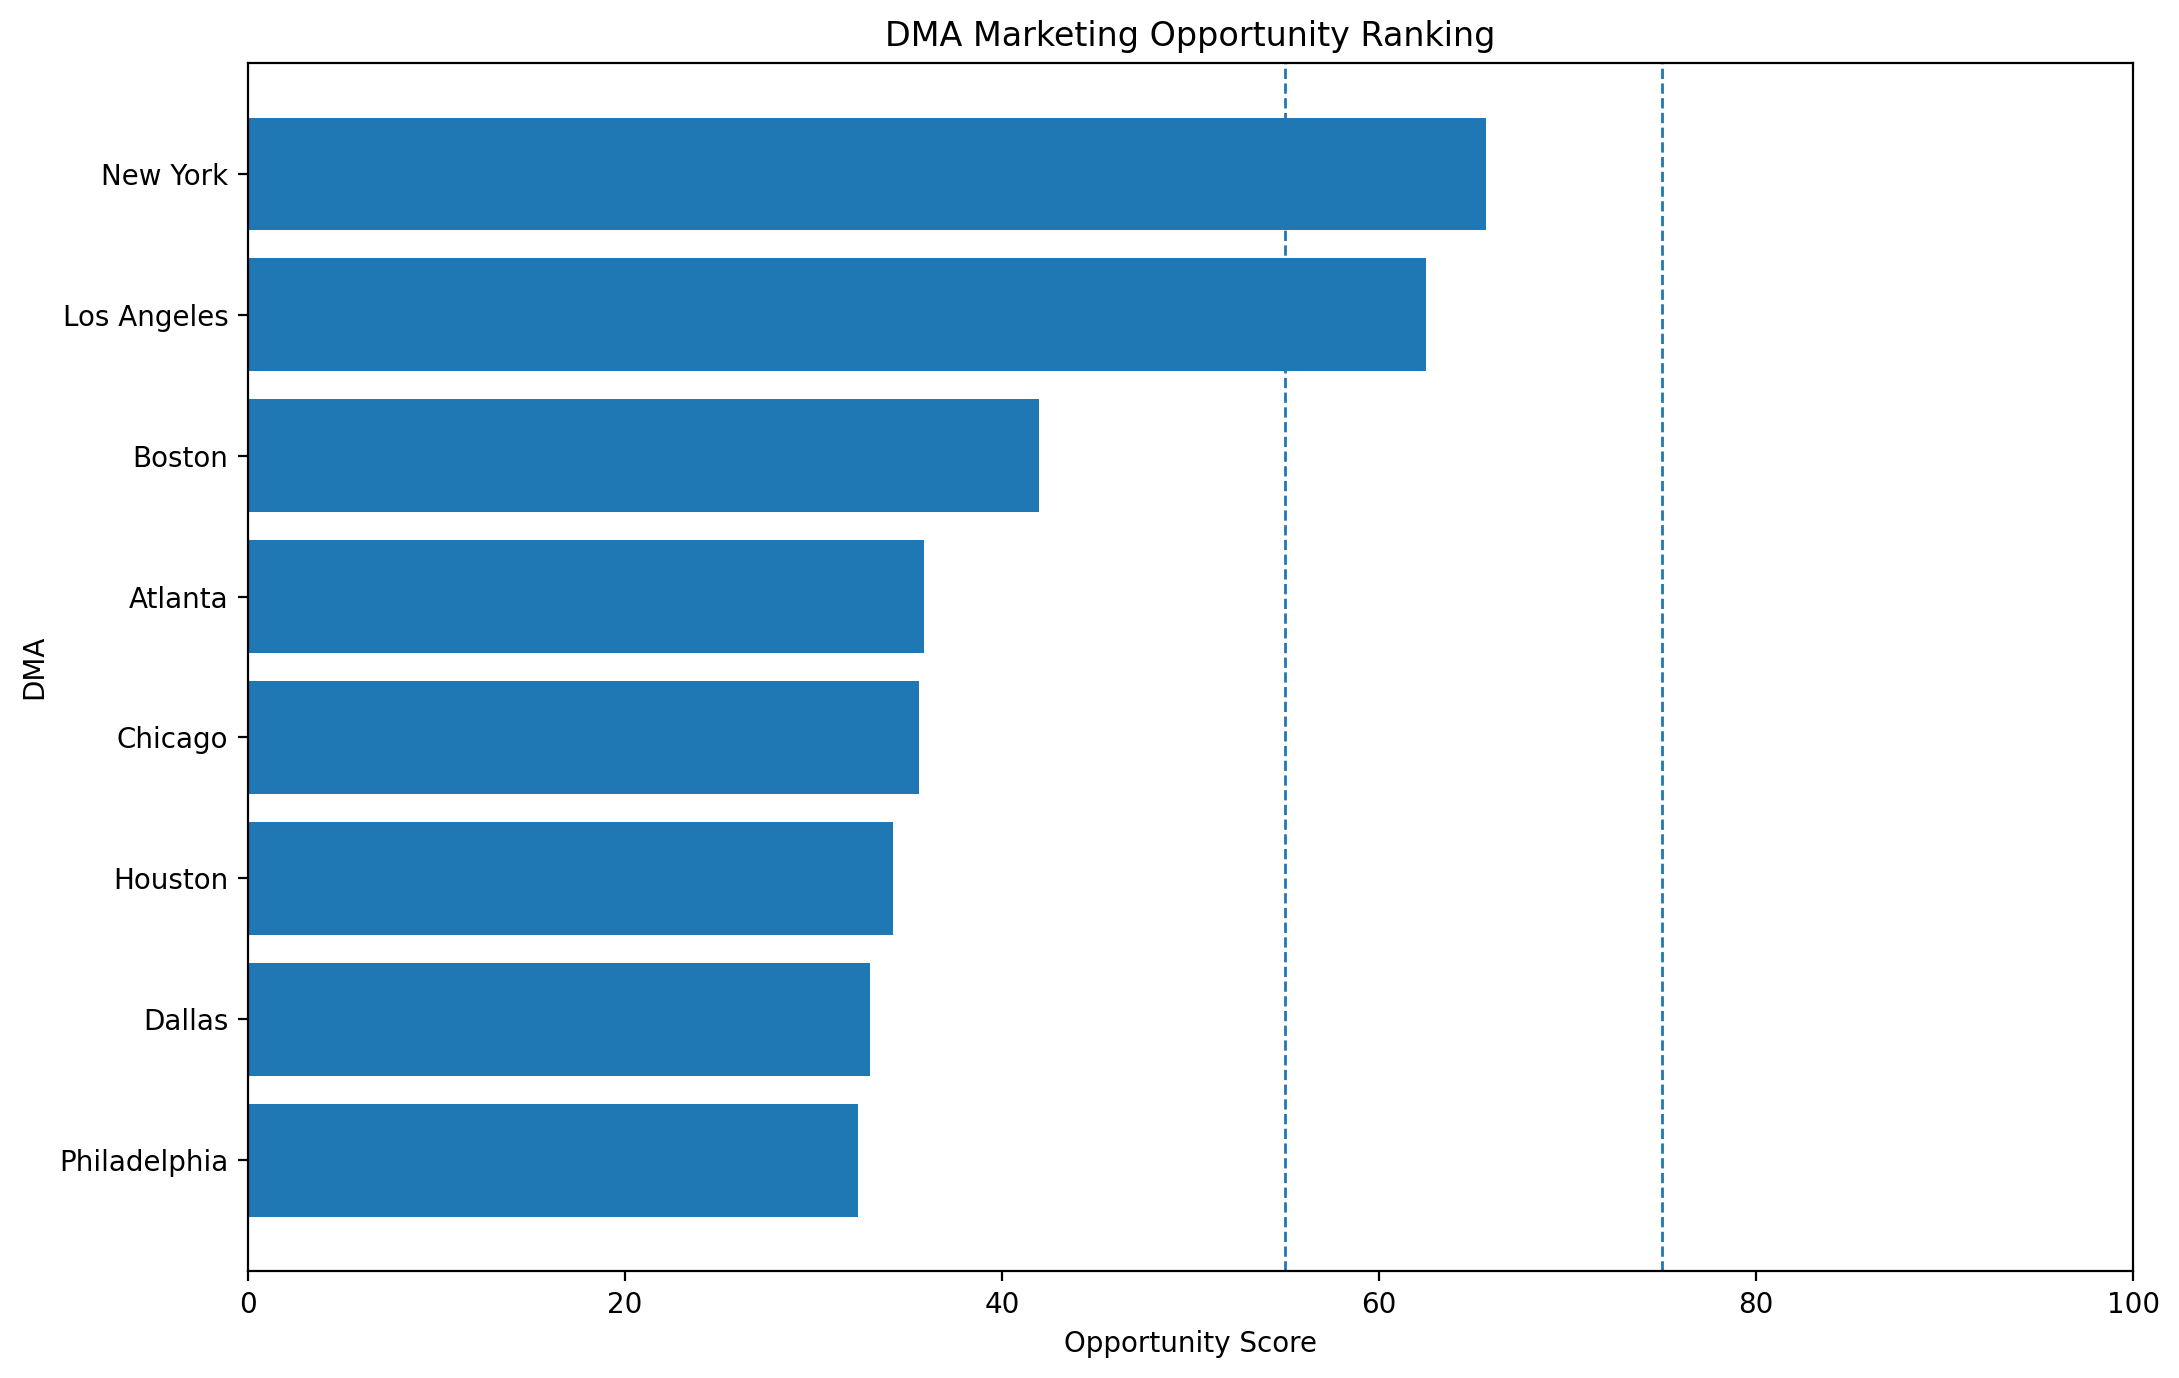 DMA Marketing Opportunity Ranking
New York
Los Angeles
Boston
Atlanta
Chicago
Houston
Dallas
Philadelphia
DMA
0 20 40 60 80 100
Opportunity Score